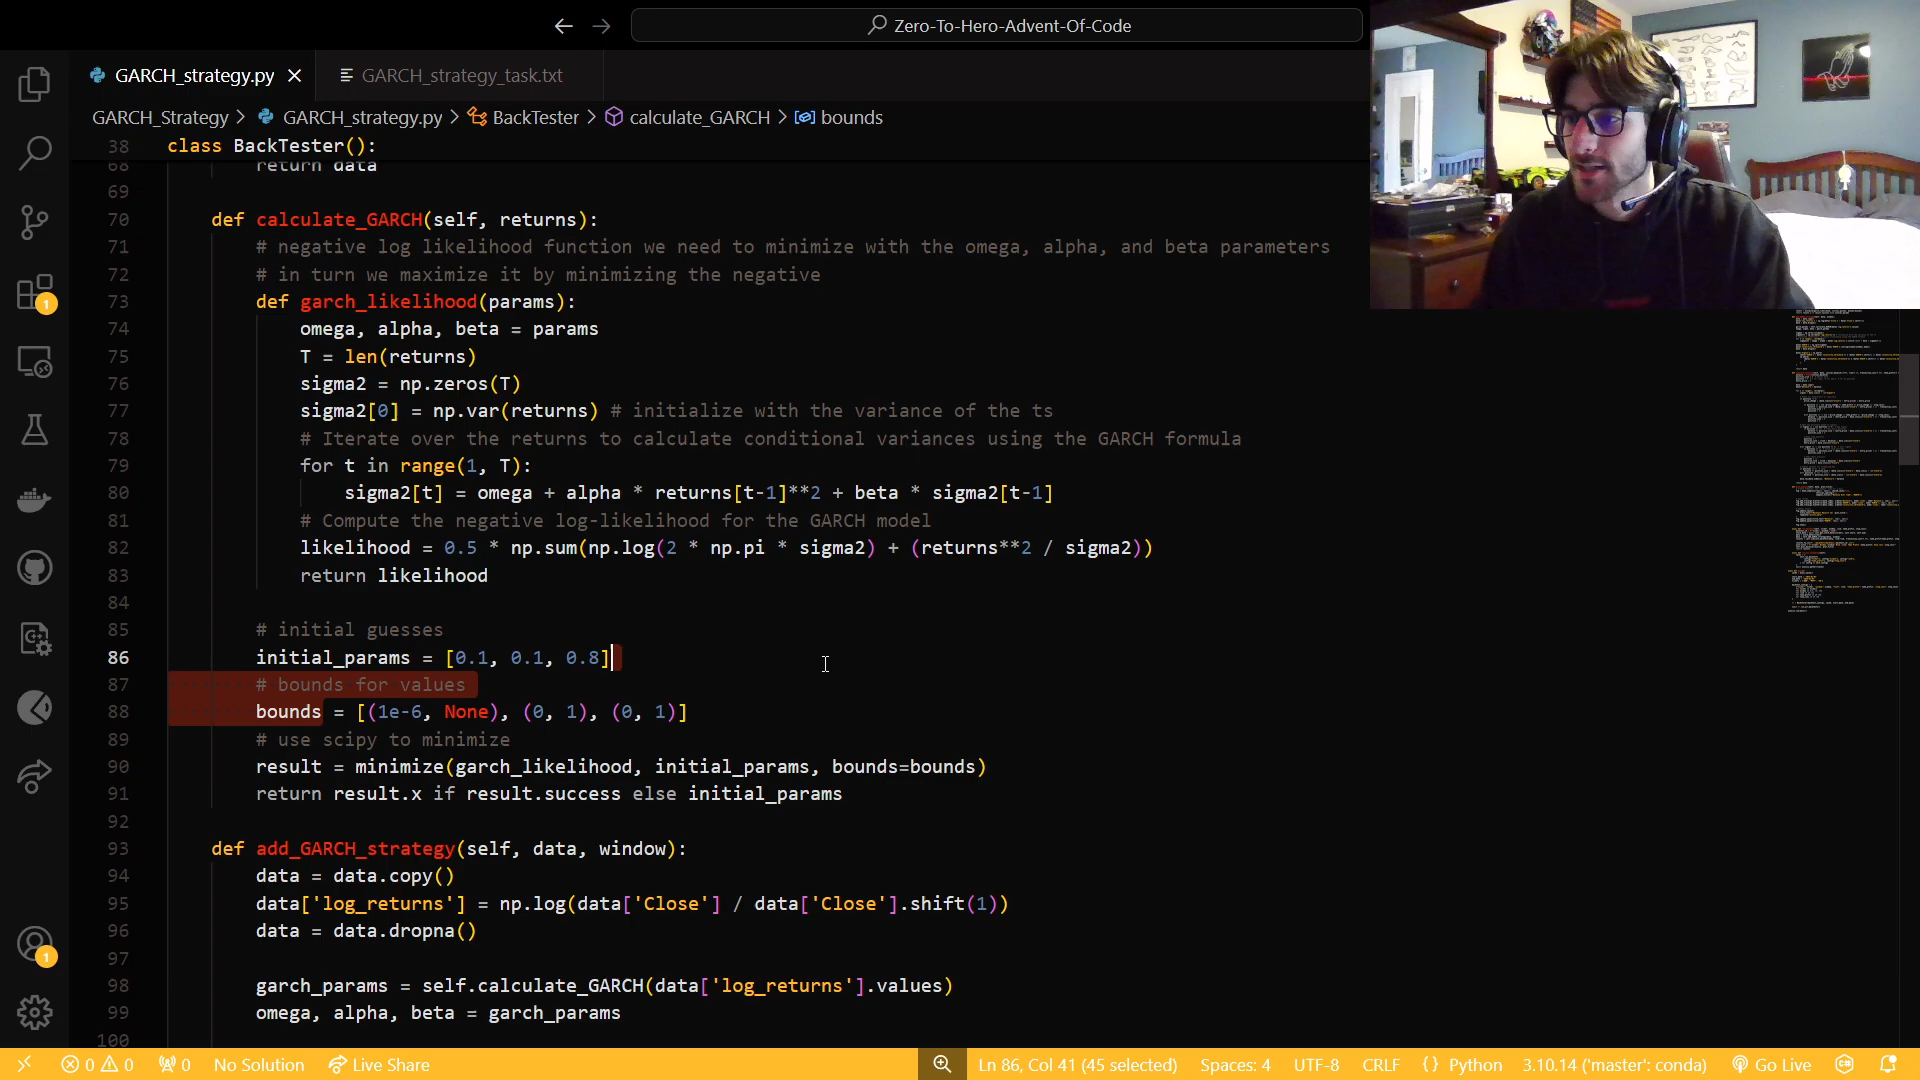 Zero-To-Hero-Advent-Of-Code
GARCH_strategy.py
GARCH_strategy_task.txt
GARCH_Strategy > GARCH_strategy.py > BackTester > calculate_GARCH > bounds
38 class BackTester():
68 return data
69
70 def calculate_GARCH(self, returns):
71 # negative log likelihood function we need to minimize with the omega, alpha, and beta parameters
72 # in turn we maximize it by minimizing the negative
73 def garch_likelihood(params):
74 omega, alpha, beta = params
75 T = len(returns)
76 sigma2 = np.zeros(T)
77 sigma2[0] = np.var(returns) # initialize with the variance of the ts
78 # Iterate over the returns to calculate conditional variances using the GARCH formula
79 for t in range(1, T):
80 sigma2[t] = omega + alpha * returns[t-1]**2 + beta * sigma2[t-1]
81 # Compute the negative log-likelihood for the GARCH model
82 likelihood = 0.5 * np.sum(np.log(2 * np.pi * sigma2) + (returns**2 / sigma2))
83 return likelihood
84
85 # initial guesses
86 initial_params = [0.1, 0.1, 0.8]
87 # bounds for values
88 bounds = [(1e-6, None), (0, 1), (0, 1)]
89 # use scipy to minimize
90 result = minimize(garch_likelihood, initial_params, bounds=bounds)
91 return result.x if result.success else initial_params
92
93 def add_GARCH_strategy(self, data, window):
94 data = data.copy()
95 data['log_returns'] = np.log(data['Close'] / data['Close'].shift(1))
96 data = data.dropna()
97
98 garch_params = self.calculate_GARCH(data['log_returns'].values)
99 omega, alpha, beta = garch_params
100
1
1
0 0 0 No Solution Live Share Ln 86, Col 41 (45 selected) Spaces: 4 UTF-8 CRLF {} Python 3.10.14 ('master': conda) Go Live